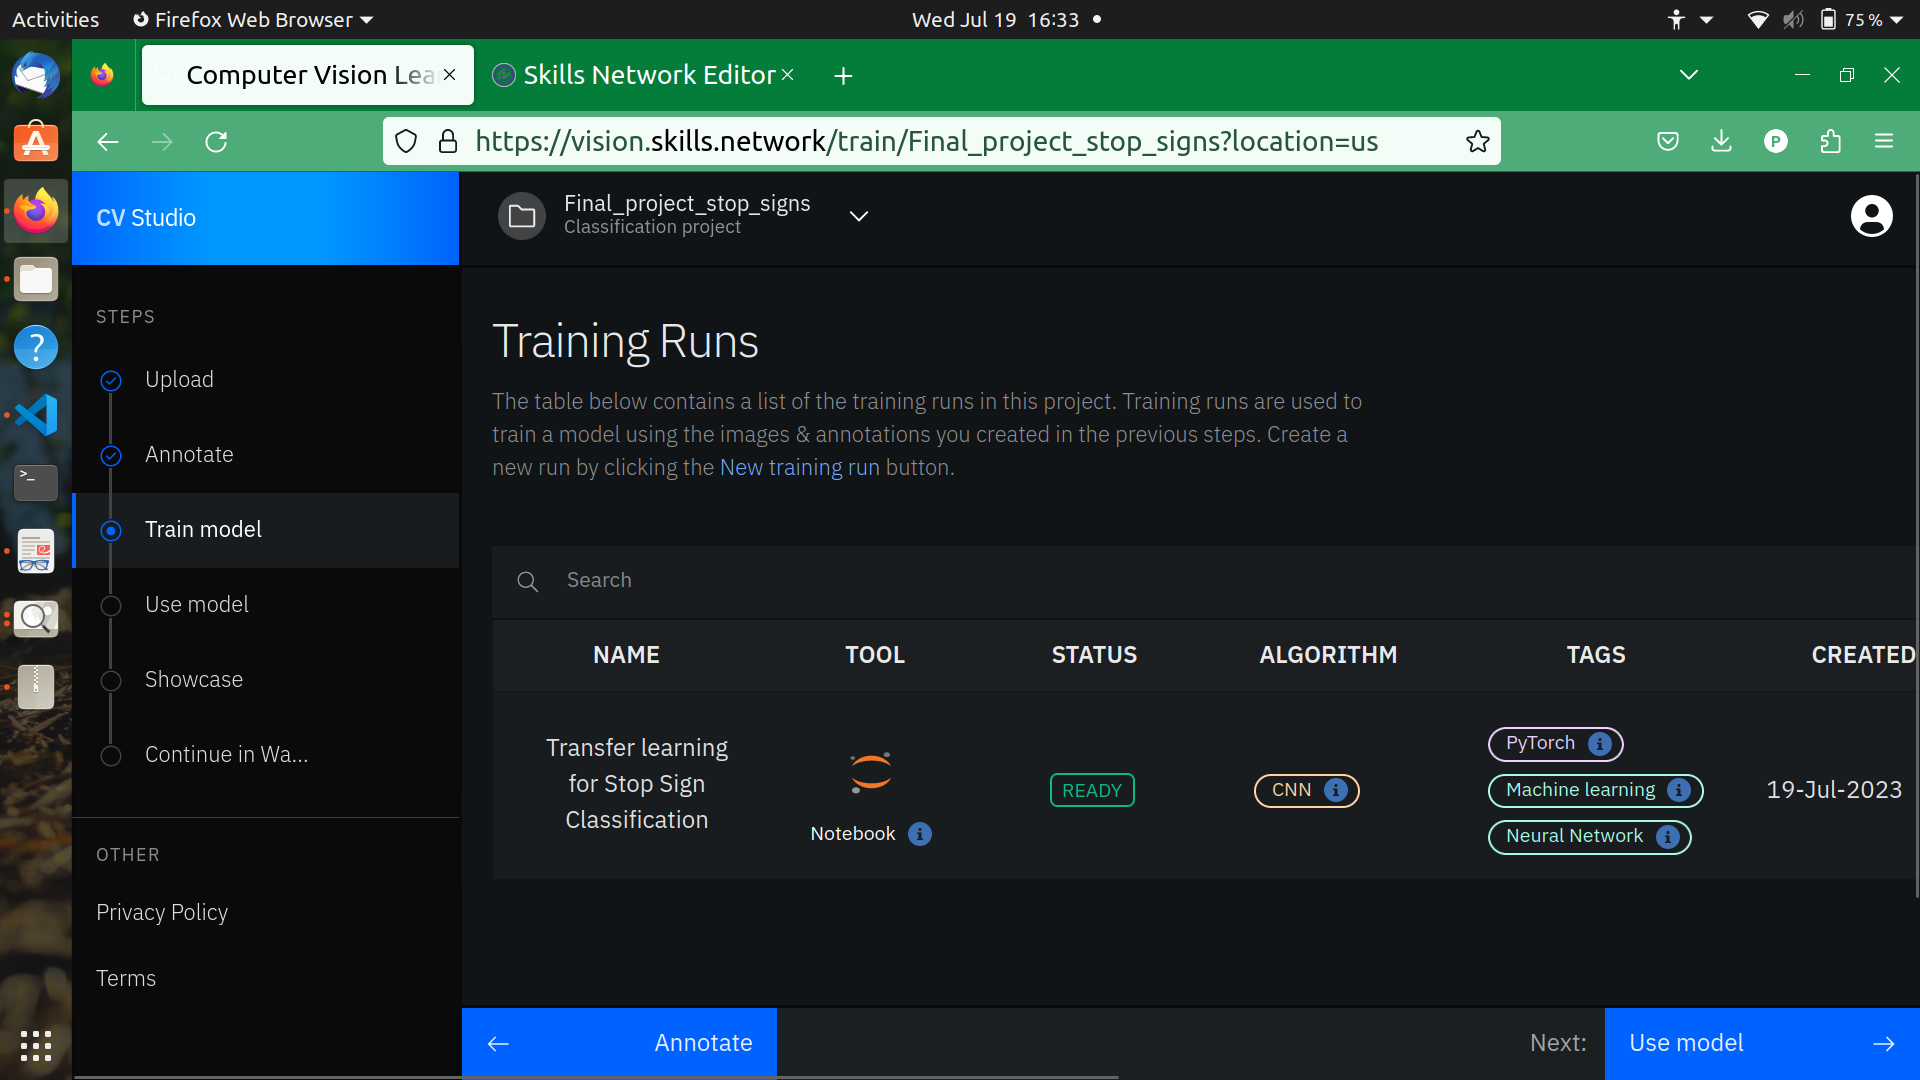 Activities
Firefox Web Browser
Wed Jul 19 16:33
75 %
Computer Vision Lea
Skills Network Editor
https://vision.skills.network/train/Final_project_stop_signs?location=us
P
CV Studio
Final_project_stop_signs
Classification project
STEPS
Upload
Annotate
Train model
Use model
Showcase
Continue in Wa...
OTHER
Privacy Policy
Terms
Training Runs
The table below contains a list of the training runs in this project. Training runs are used to
train a model using the images & annotations you created in the previous steps. Create a
new run by clicking the New training run button.
Search
NAME TOOL STATUS ALGORITHM TAGS CREATED
Transfer learning
for Stop Sign
Classification
Notebook
READY
CNN
PyTorch
Machine learning
Neural Network
19-Jul-2023
Annotate
Next:
Use model